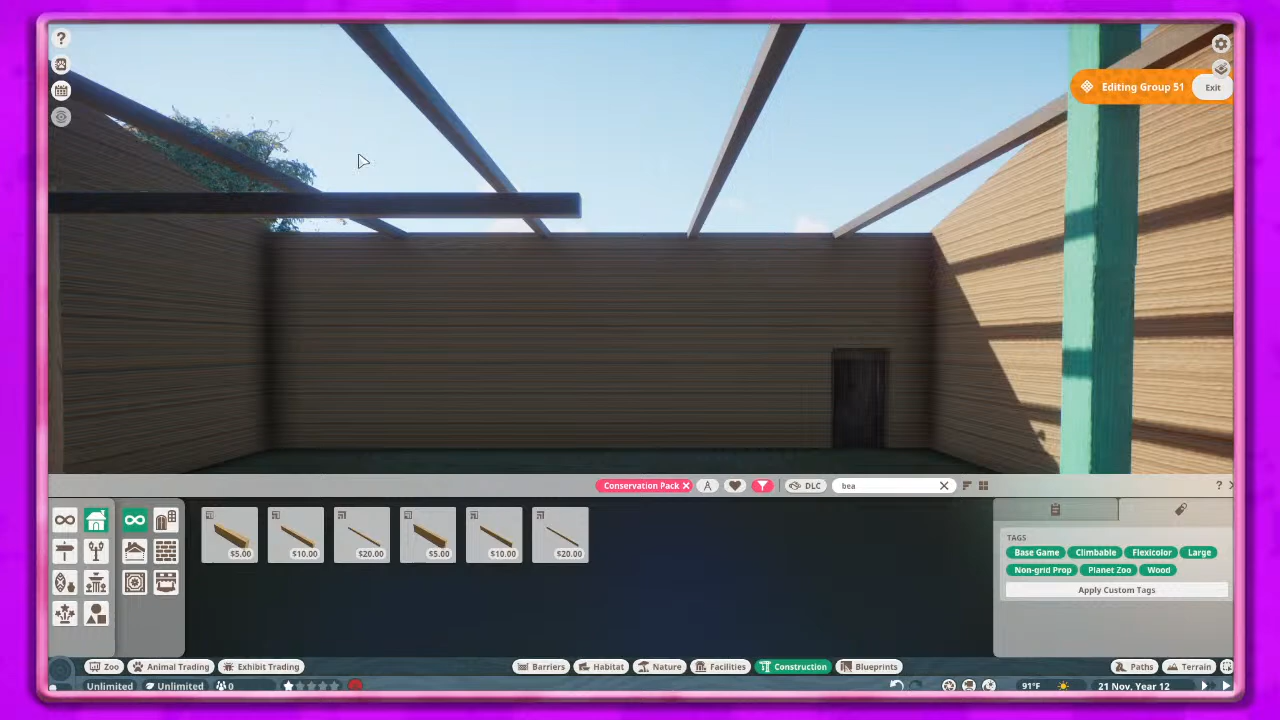 Editing Group 51
Exit
Conservation Pack
DLC
bea
$5.00
$10.00
$20.00
$5.00
$10.00
$20.00
TAGS
Base Game
Climbable
Flexicolor
Large
Non-grid Prop
Planet Zoo
Wood
Apply Custom Tags
Zoo
Animal Trading
Exhibit Trading
Barriers
Habitat
Nature
Facilities
Construction
Blueprints
Paths
Terrain
Unlimited
Unlimited
0
91°F
21 Nov, Year 12